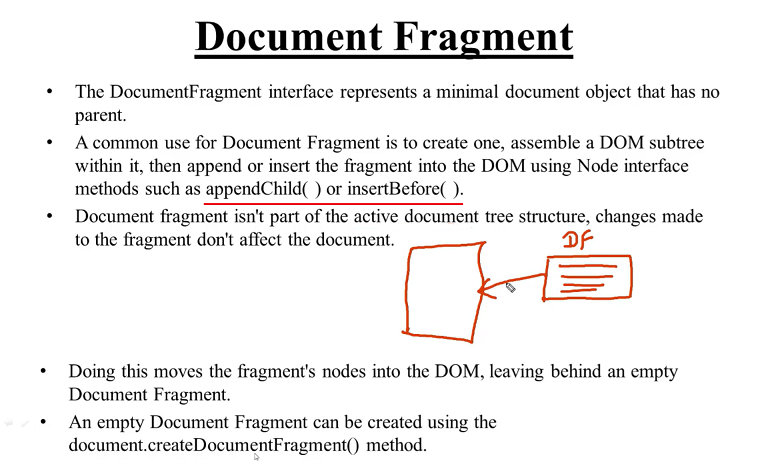 Document Fragment
• The DocumentFragment interface represents a minimal document object that has no
parent.
• A common use for Document Fragment is to create one, assemble a DOM subtree
within it, then append or insert the fragment into the DOM using Node interface
methods such as appendChild( ) or insertBefore( ).
• Document fragment isn't part of the active document tree structure, changes made
to the fragment don't affect the document.
DF
• Doing this moves the fragment's nodes into the DOM, leaving behind an empty
Document Fragment.
• An empty Document Fragment can be created using the
document.createDocumentFragment() method.